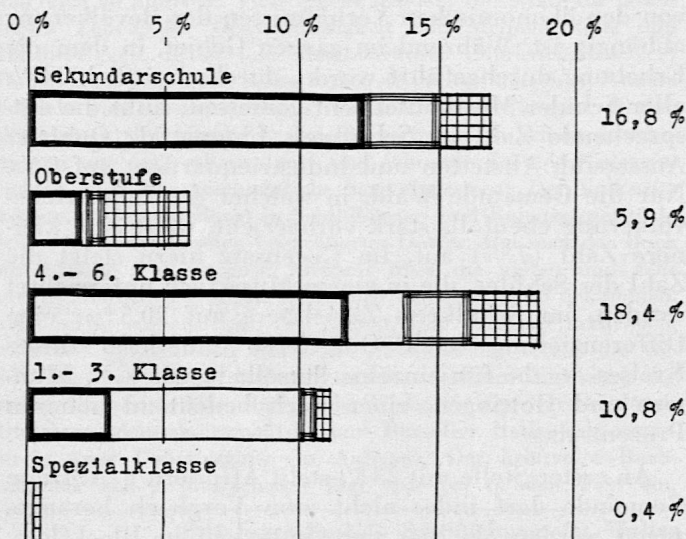 0 % 5 % 10 % 15 % 20 %
Sekundarschule
16,8 %
Oberstufe
5,9 %
4.- 6. Klasse
18,4 %
1.- 3. Klasse
10,8 %
Spezialklasse
0,4 %